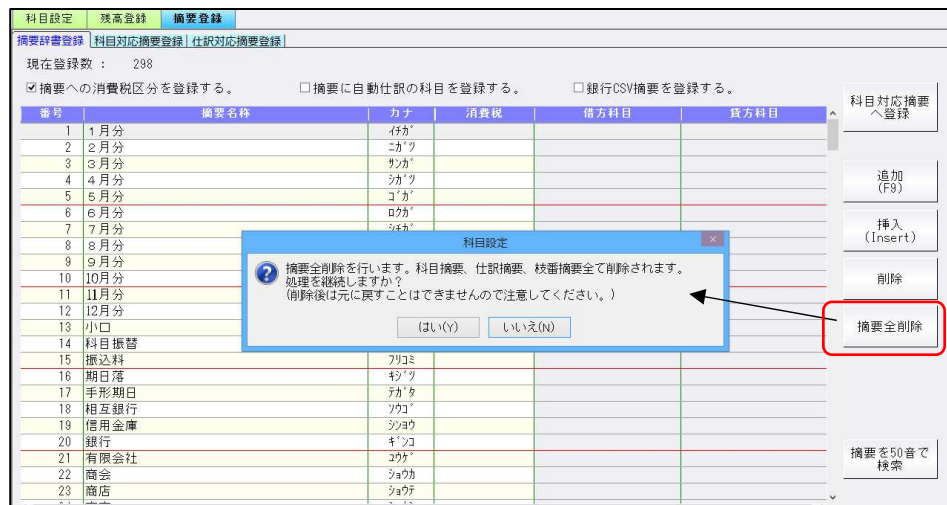 科目設定 残高登録 摘要登録
摘要辞書登録 科目対応摘要登録 仕訳対応摘要登録
現在登録数 : 298
摘要への消費税区分を登録する。 摘要に自動仕訳の科目を登録する。 銀行CSV摘要を登録する。
番号 摘要名称 カナ 消費税 借方科目 貸方科目
1 1月分 イチガ
2 2月分 ニガツ
3 3月分 サンガ
4 4月分 シガツ
5 5月分 ゴガ
6 6月分 ロクガ
7 7月分 シチガ
8 8月分
9 9月分
10 10月分
11 11月分
12 12月分
13 小口
14 科目振替
15 振込料 フリコミ
16 期日落 キジツ
17 手形期日 テガタ
18 相互銀行 ソウゴ
19 信用金庫 シンヨウ
20 銀行 ギンコ
21 有限会社 ユウゲ
22 商会 ショウカ
23 商店 ショウテ
科目設定
摘要全削除を行います。科目摘要、仕訳摘要、枝番摘要全て削除されます。
処理を継続しますか？
(削除後は元に戻すことはできませんので注意してください。)
はい(Y) いいえ(N)
科目対応摘要
へ登録
追加
(F9)
挿入
(Insert)
削除
摘要全削除
摘要を50音で
検索